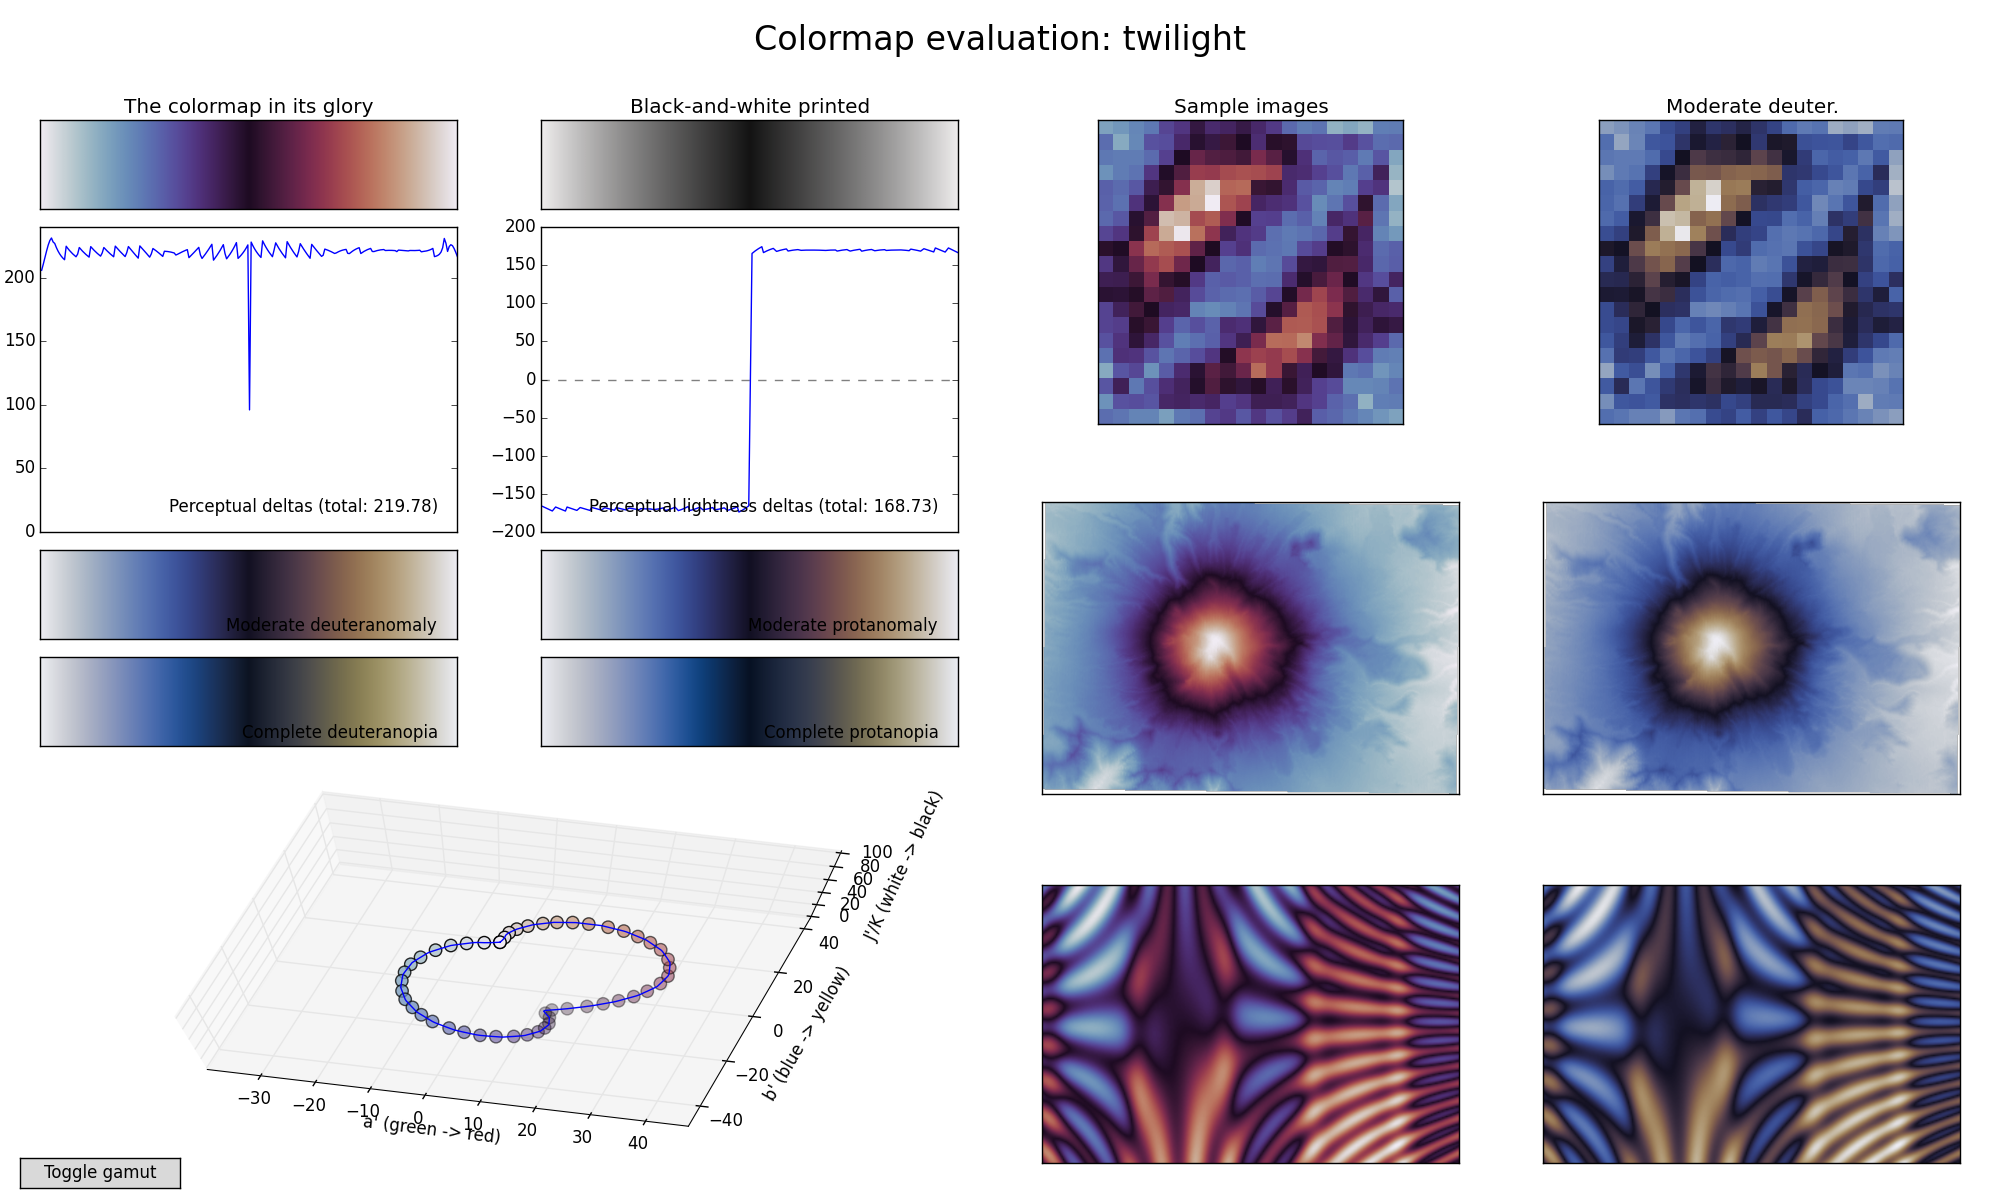 Colormap evaluation: twilight
The colormap in its glory
Black-and-white printed
Sample images
Moderate deuter.
200
150
100
50
0
Perceptual deltas (total: 219.78)
200
150
100
50
0
−50
−100
−150
−200
Perceptual lightness deltas (total: 168.73)
Moderate deuteranomaly
Moderate protanomaly
Complete deuteranopia
Complete protanopia
100
80
60
40
20
0
J'/K (white -> black)
40
20
0
−20
−40
b' (blue -> yellow)
−30
−20
−10
0
10
20
30
40
a' (green -> red)
Toggle gamut